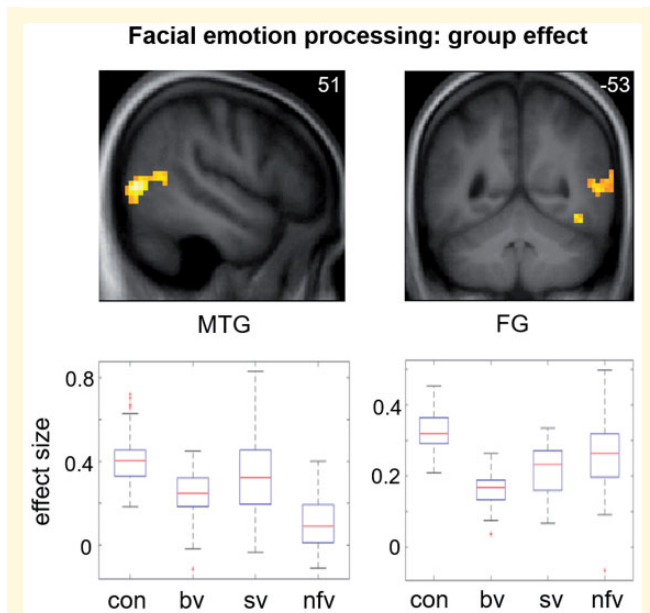 Facial emotion processing: group effect
51
-53
MTG
FG
effect size
0.8
0.4
0
con bv sv nfv
0.4
0.2
0
con bv sv nfv